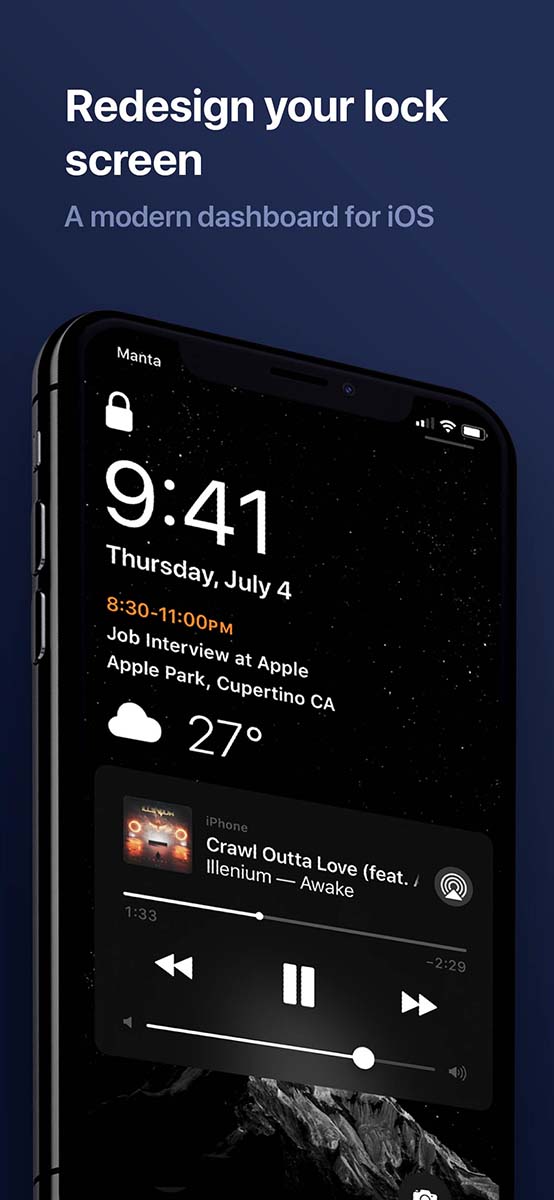 Redesign your lock
screen
A modern dashboard for iOS
Manta
9:41
Thursday, July 4
8:30-11:00PM
Job Interview at Apple
Apple Park, Cupertino CA
27°
iPhone
Crawl Outta Love (feat.
Illenium — Awake
1:33
-2:29